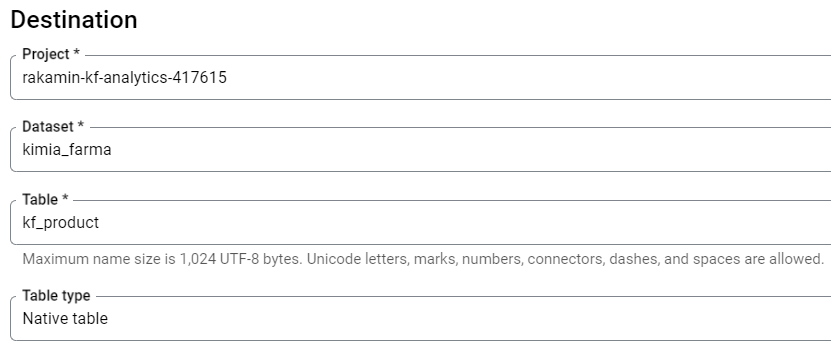 Destination
Project *
rakamin-kf-analytics-417615
Dataset *
kimia_farma
Table *
kf_product
Maximum name size is 1,024 UTF-8 bytes. Unicode letters, marks, numbers, connectors, dashes, and spaces are allowed.
Table type
Native table